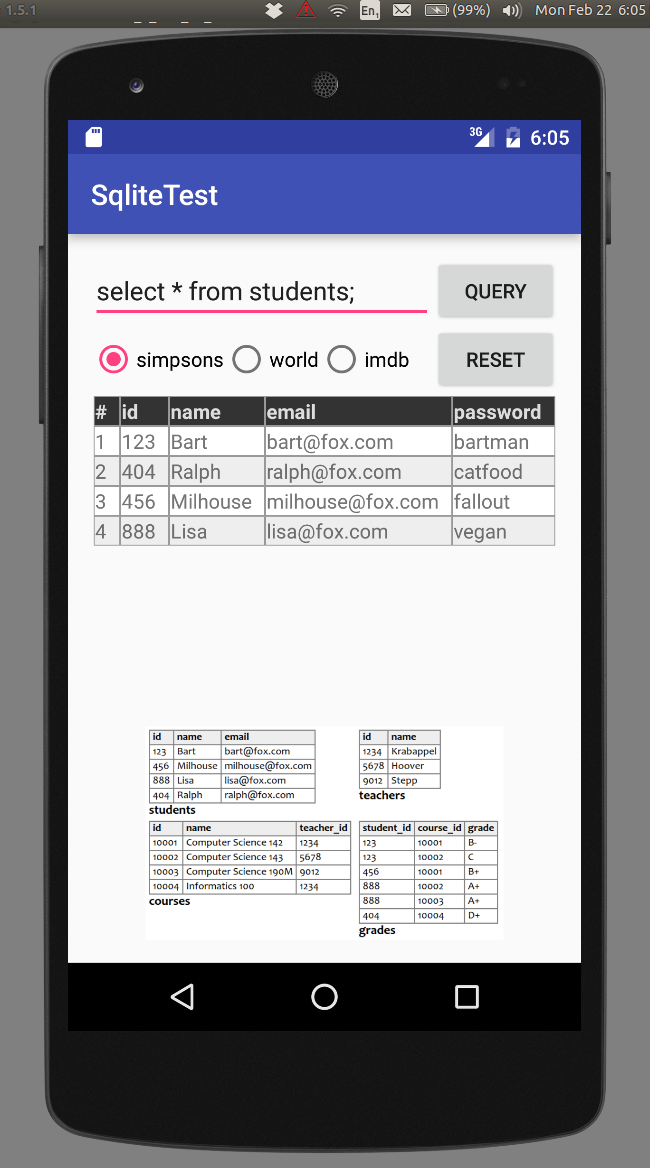 1.5.1 En1 (99%) Mon Feb 22 6:05
3G 6:05
SqliteTest
select * from students; QUERY
simpsons world imdb RESET
# id name email password
1 123 Bart bart@fox.com bartman
2 404 Ralph ralph@fox.com catfood
3 456 Milhouse milhouse@fox.com fallout
4 888 Lisa lisa@fox.com vegan
id name email
123 Bart bart@fox.com
456 Milhouse milhouse@fox.com
888 Lisa lisa@fox.com
404 Ralph ralph@fox.com
students
id name
1234 Krabappel
5678 Hoover
9012 Stepp
teachers
id name teacher_id
10001 Computer Science 142 1234
10002 Computer Science 143 5678
10003 Computer Science 190M 9012
10004 Informatics 100 1234
courses
student_id course_id grade
123 10001 B-
123 10002 C
456 10001 B+
888 10002 A+
888 10003 A+
404 10004 D+
grades